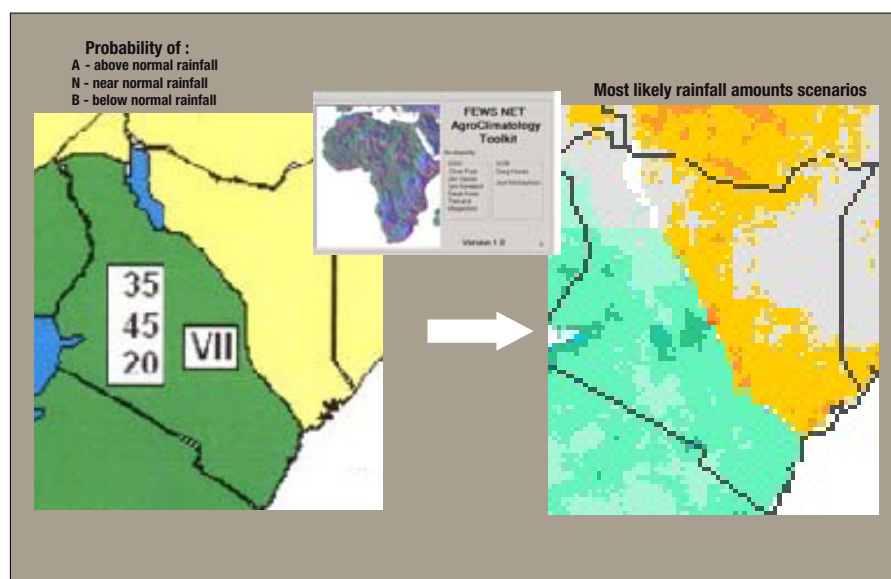 Probability of :
A - above normal rainfall
N - near normal rainfall
B - below normal rainfall
35
45
20
VII
FEWS NET
AgroClimatology
Toolkit
Version 1.0
Most likely rainfall amounts scenarios